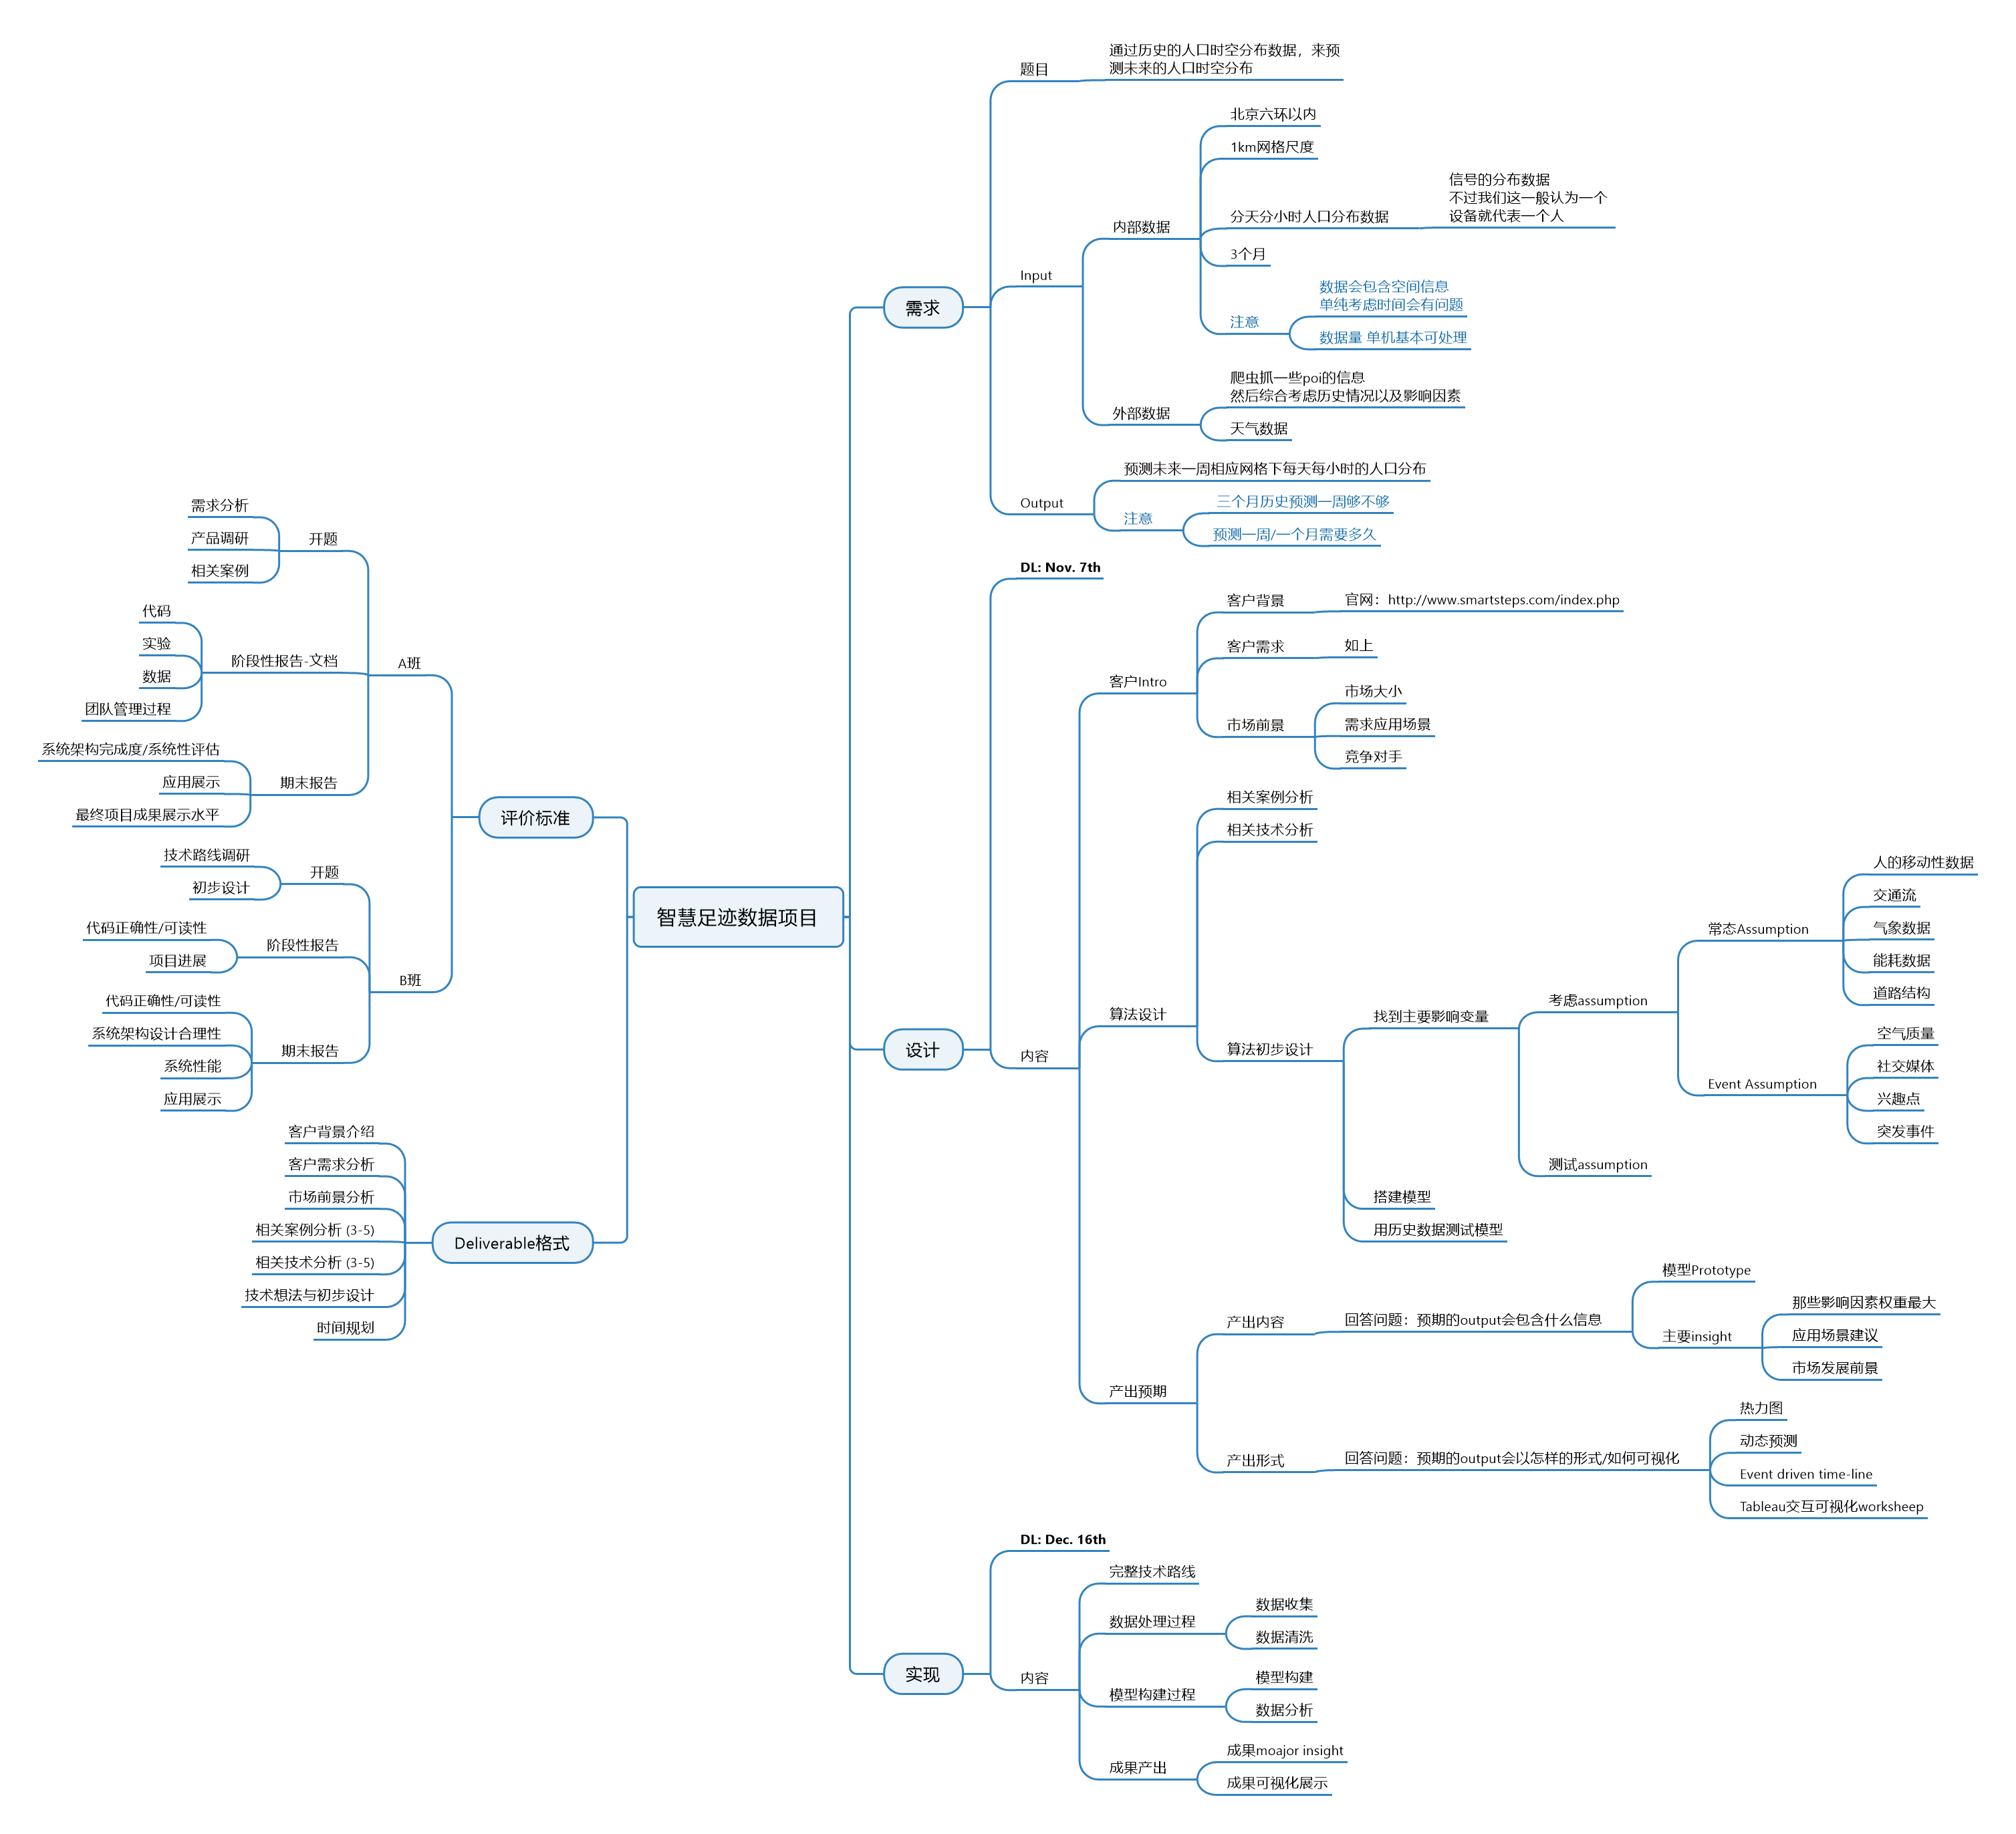 智慧足迹数据项目
需求
题目
通过历史的人口时空分布数据，来预
测未来的人口时空分布
Input
内部数据
北京六环以内
1km网格尺度
分天分小时人口分布数据
信号的分布数据
不过我们这一般认为一个
设备就代表一个人
3个月
注意
数据会包含空间信息
单纯考虑时间会有问题
数据量 单机基本可处理
外部数据
爬虫抓一些poi的信息
然后综合考虑历史情况以及影响因素
天气数据
Output
预测未来一周相应网格下每天每小时的人口分布
注意
三个月历史预测一周够不够
预测一周/一个月需要多久
设计
DL: Nov. 7th
内容
客户Intro
客户背景
官网：http://www.smartsteps.com/index.php
客户需求
如上
市场前景
市场大小
需求应用场景
竞争对手
算法设计
相关案例分析
相关技术分析
算法初步设计
找到主要影响变量
考虑assumption
常态Assumption
人的移动性数据
交通流
气象数据
能耗数据
道路结构
Event Assumption
空气质量
社交媒体
兴趣点
突发事件
测试assumption
搭建模型
用历史数据测试模型
产出预期
产出内容
回答问题：预期的output会包含什么信息
模型Prototype
主要insight
那些影响因素权重最大
应用场景建议
市场发展前景
产出形式
回答问题：预期的output会以怎样的形式/如何可视化
热力图
动态预测
Event driven time-line
Tableau交互可视化worksheep
实现
DL: Dec. 16th
内容
完整技术路线
数据处理过程
数据收集
数据清洗
模型构建过程
模型构建
数据分析
成果产出
成果moajor insight
成果可视化展示
评价标准
A班
开题
需求分析
产品调研
相关案例
阶段性报告-文档
代码
实验
数据
团队管理过程
期末报告
系统架构完成度/系统性评估
应用展示
最终项目成果展示水平
B班
开题
技术路线调研
初步设计
阶段性报告
代码正确性/可读性
项目进展
期末报告
代码正确性/可读性
系统架构设计合理性
系统性能
应用展示
Deliverable格式
客户背景介绍
客户需求分析
市场前景分析
相关案例分析 (3-5)
相关技术分析 (3-5)
技术想法与初步设计
时间规划